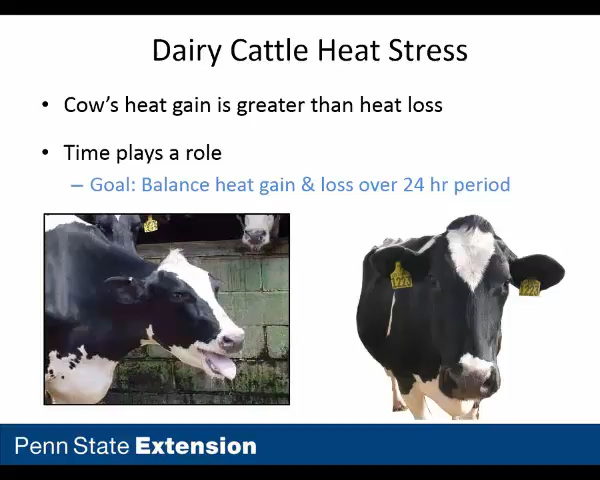 Dairy Cattle Heat Stress
• Cow's heat gain is greater than heat loss
• Time plays a role
– Goal: Balance heat gain & loss over 24 hr period
Penn State Extension